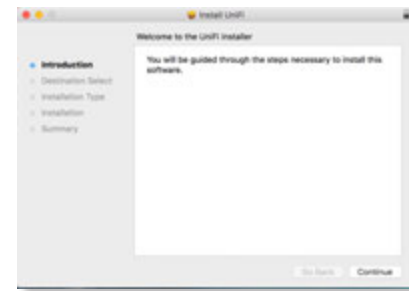 Install UniFi
Welcome to the UniFi Installer
Introduction
Destination Select
Installation Type
Installation
Summary
You will be guided through the steps necessary to install this
software.
Go Back
Continue